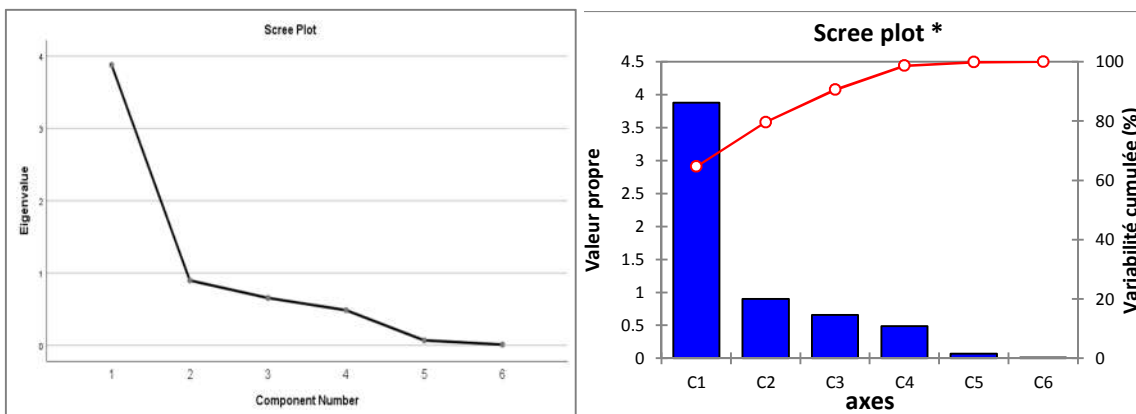 Scree Plot
4
3
2
1
0
Eigenvalue
1 2 3 4 5 6
Component Number
Scree plot *
4.5
4
3.5
3
2.5
2
1.5
1
0.5
0
Valeur propre
100
80
60
40
20
0
Variabilité cumulée (%)
C1 C2 C3 C4 C5 C6
axes